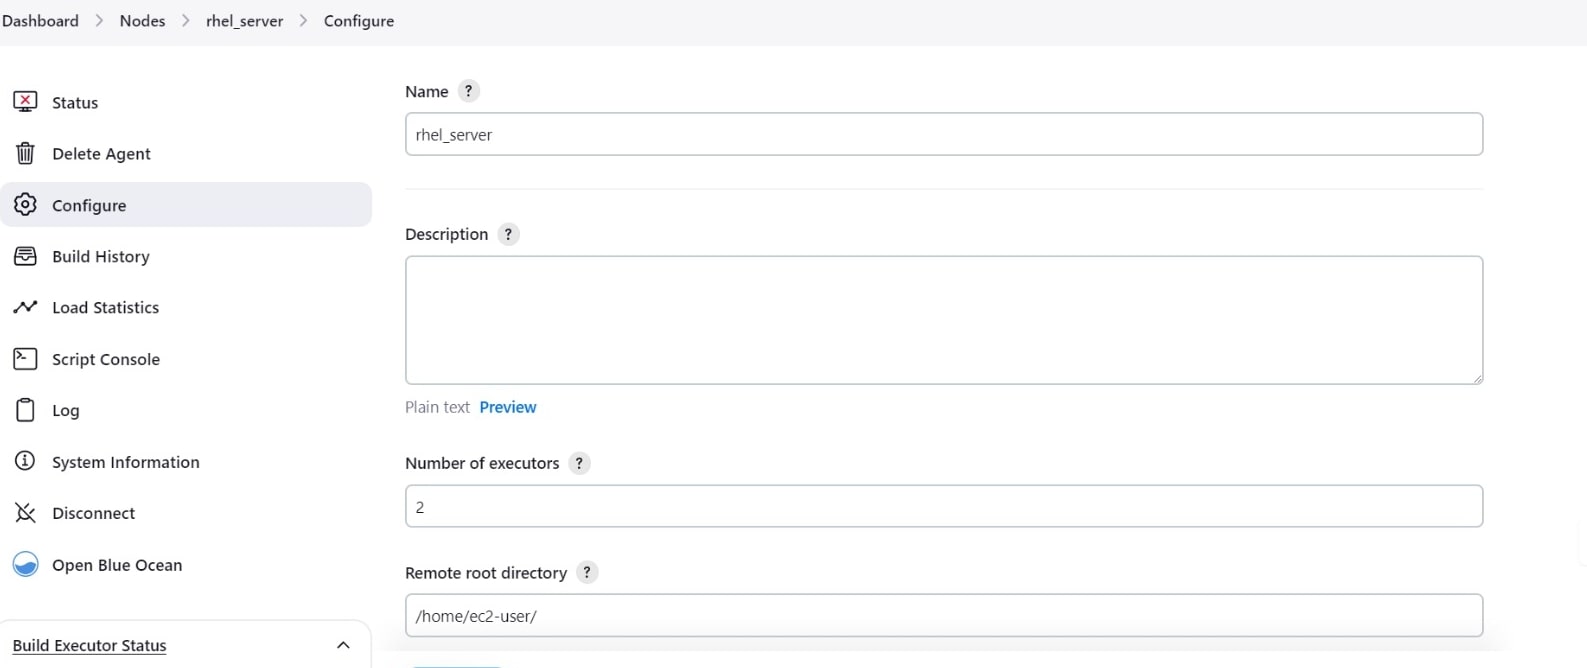 Dashboard > Nodes > rhel_server > Configure
Status
Delete Agent
Configure
Build History
Load Statistics
Script Console
Log
System Information
Disconnect
Open Blue Ocean
Build Executor Status
Name ?
rhel_server
Description ?
Plain text Preview
Number of executors ?
2
Remote root directory ?
/home/ec2-user/